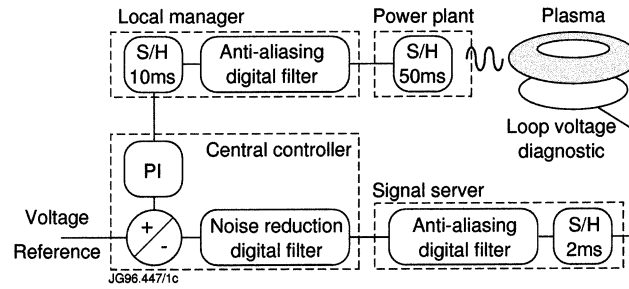 Local manager
Power plant
Plasma
S/H
10ms
Anti-aliasing
digital filter
S/H
50ms
Loop voltage
diagnostic
PI
Central controller
Signal server
Voltage
Reference
+
-
Noise reduction
digital filter
Anti-aliasing
digital filter
S/H
2ms
JG96.447/1c